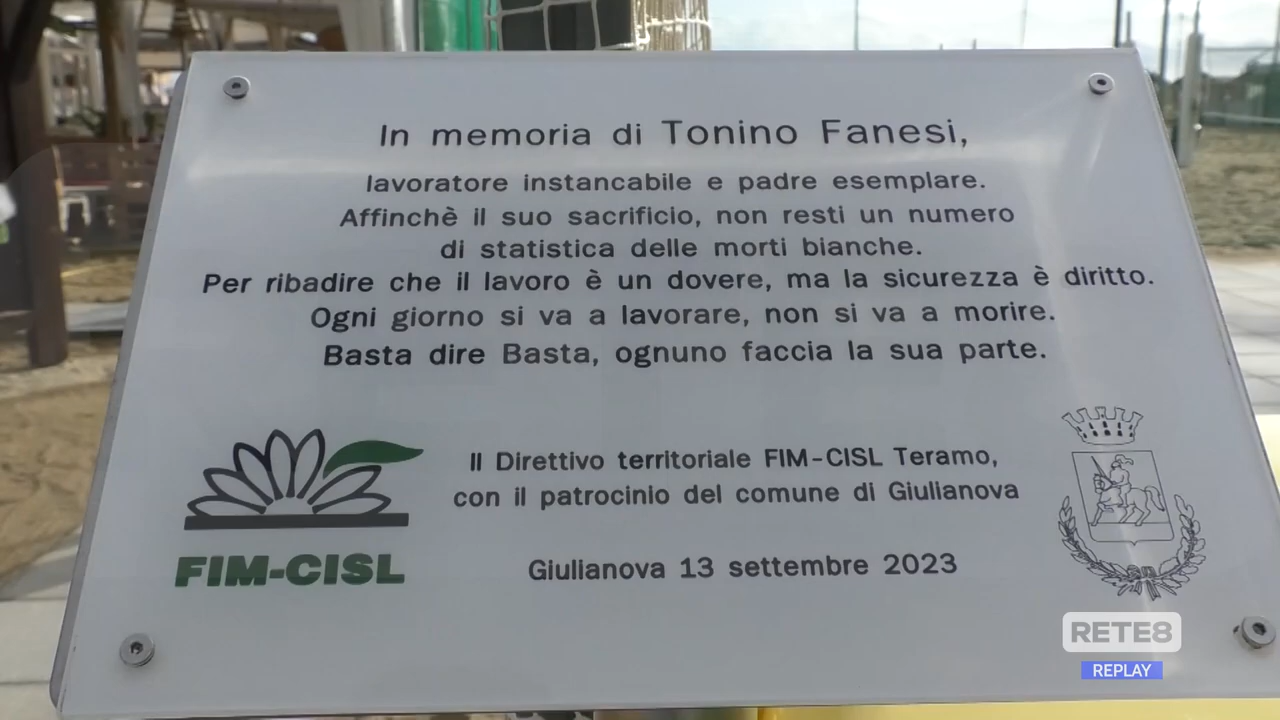 In memoria di Tonino Fanesi,
lavoratore instancabile e padre esemplare.
Affinchè il suo sacrificio, non resti un numero
di statistica delle morti bianche.
Per ribadire che il lavoro è un dovere, ma la sicurezza è diritto.
Ogni giorno si va a lavorare, non si va a morire.
Basta dire Basta, ognuno faccia la sua parte.
Il Direttivo territoriale FIM-CISL Teramo,
con il patrocinio del comune di Giulianova
FIM-CISL
Giulianova 13 settembre 2023
RETE8
REPLAY